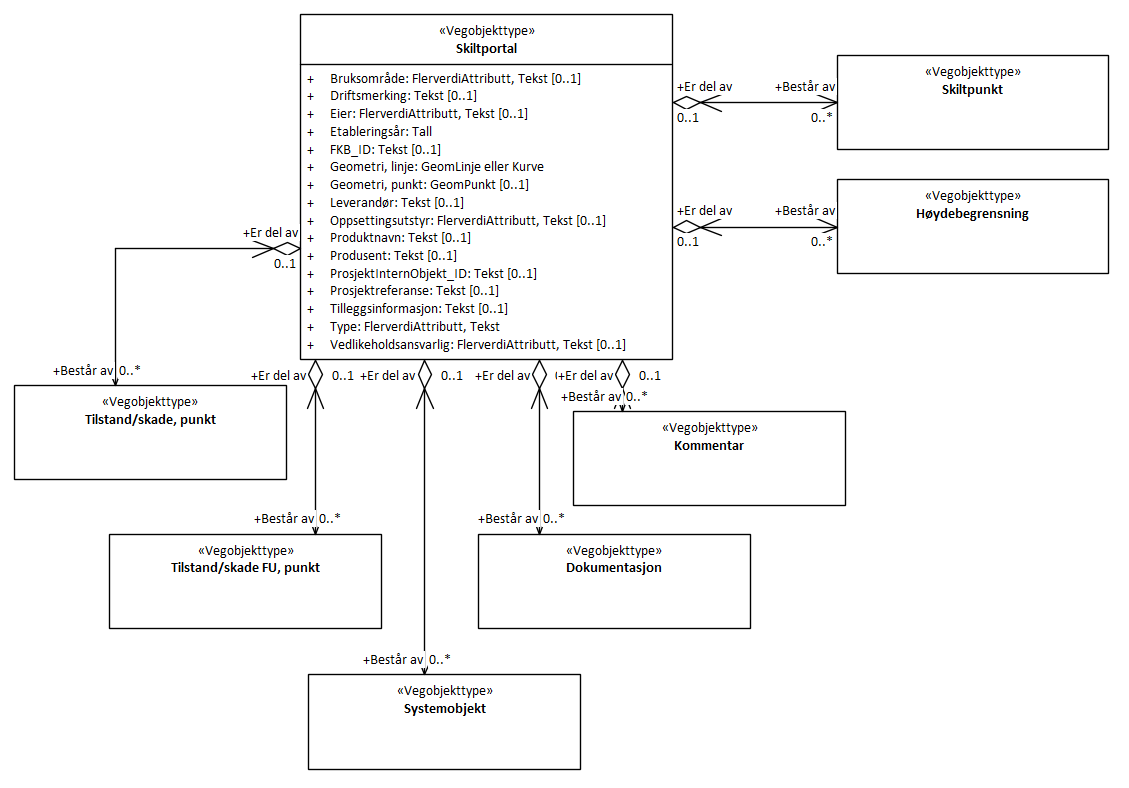 «Vegobjekttype»
Skiltportal
+ Bruksområde: FlerverdiAttributt, Tekst [0..1]
+ Driftsmerking: Tekst [0..1]
+ Eier: FlerverdiAttributt, Tekst [0..1]
+ Etableringsår: Tall
+ FKB_ID: Tekst [0..1]
+ Geometri, linje: GeomLinje eller Kurve
+ Geometri, punkt: GeomPunkt [0..1]
+ Leverandør: Tekst [0..1]
+ Oppsettingsutstyr: FlerverdiAttributt, Tekst [0..1]
+ Produktnavn: Tekst [0..1]
+ Produsent: Tekst [0..1]
+ ProsjektInternObjekt_ID: Tekst [0..1]
+ Prosjektreferanse: Tekst [0..1]
+ Tilleggsinformasjon: Tekst [0..1]
+ Type: FlerverdiAttributt, Tekst
+ Vedlikeholdsansvarlig: FlerverdiAttributt, Tekst [0..1]
+Er del av
0..1
+Består av
0..*
«Vegobjekttype»
Skiltpunkt
+Er del av
0..1
+Består av
0..*
«Vegobjekttype»
Høydebegrensning
+Er del av
0..1
+Består av 0..*
«Vegobjekttype»
Tilstand/skade, punkt
+Er del av 0..1
+Er del av 0..1
+Er del av (
+Er del av 0..1
+Består av 0..*
«Vegobjekttype»
Kommentar
+Består av 0..*
«Vegobjekttype»
Tilstand/skade FU, punkt
+Består av 0..*
«Vegobjekttype»
Dokumentasjon
+Består av 0..*
«Vegobjekttype»
Systemobjekt